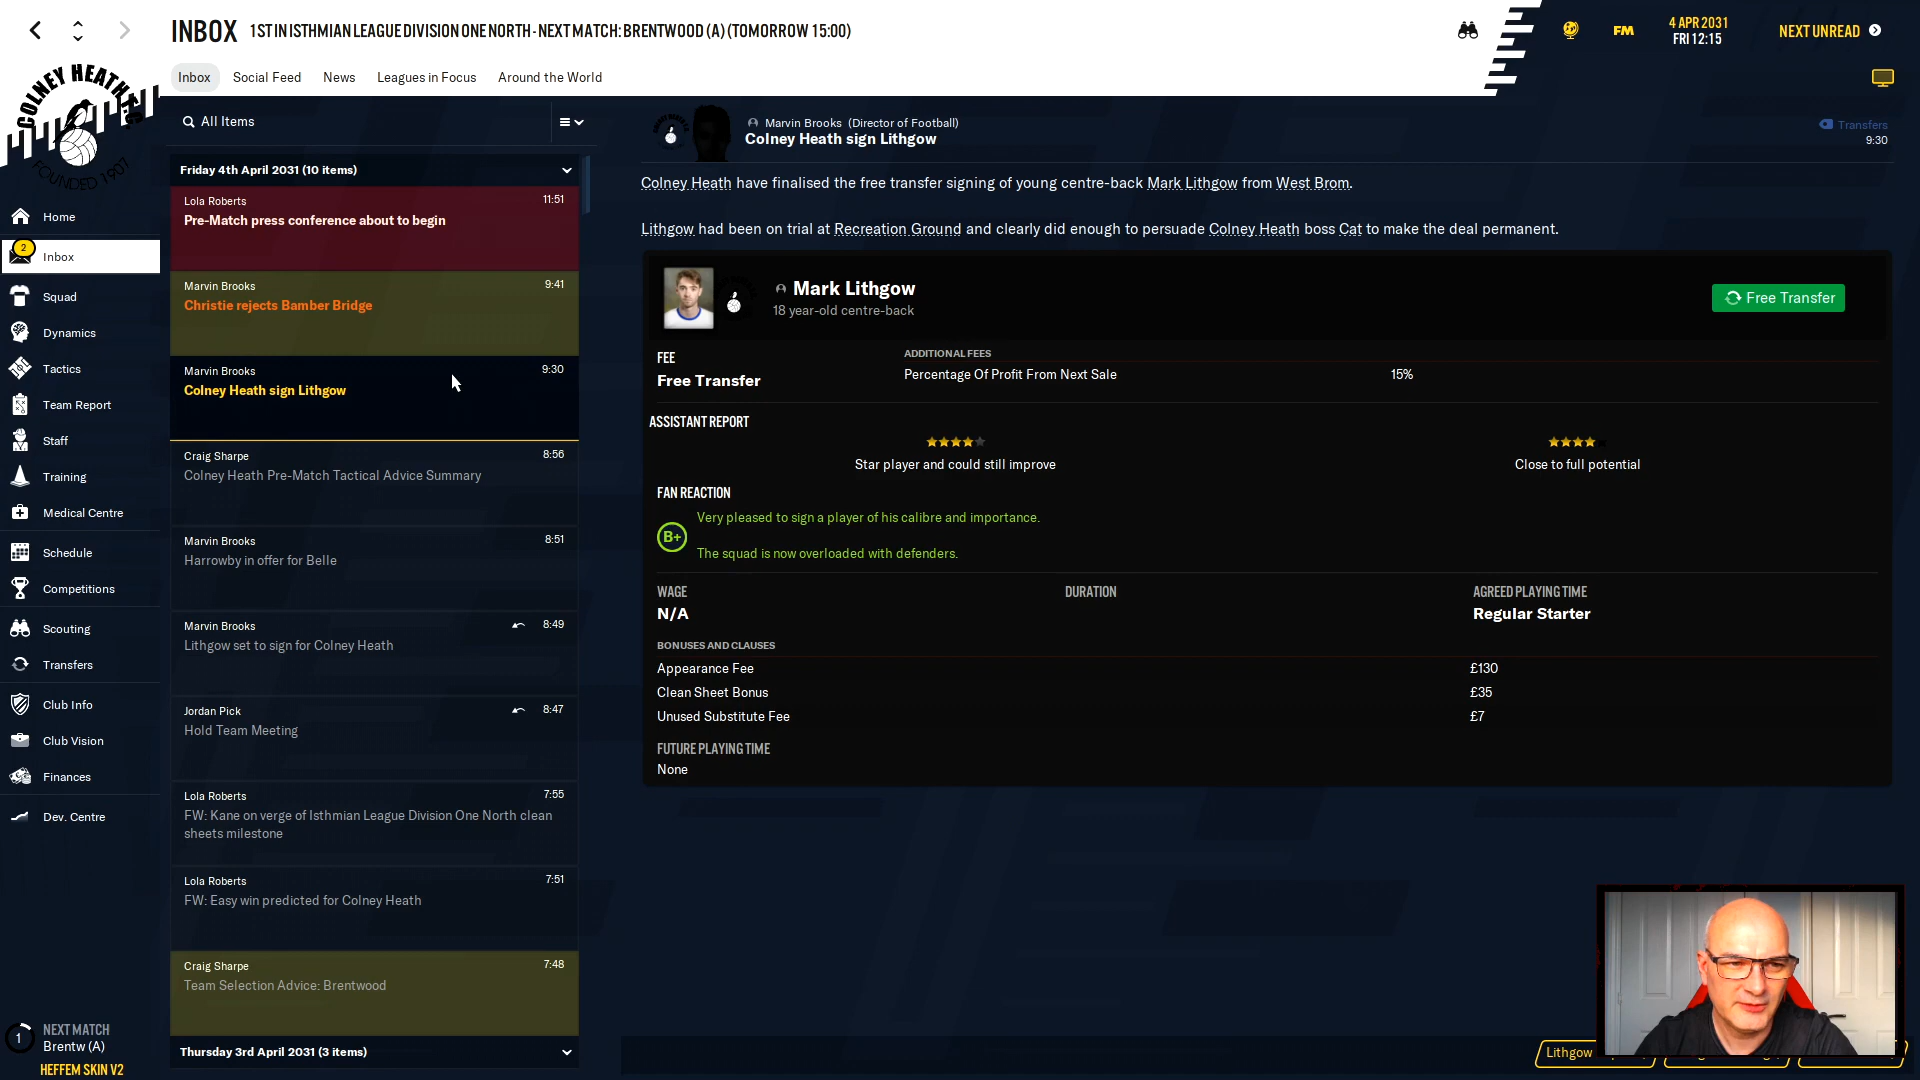 INBOX
1ST IN ISTHMIAN LEAGUE DIVISION ONE NORTH - NEXT MATCH: BRENTWOOD (A) (TOMORROW 15:00)
FM
4 APR 2031
FRI 12:15
NEXT UNREAD
Inbox
Social Feed
News
Leagues in Focus
Around the World
COLNEY HEATH
FOUNDED 1907
Home
2
Inbox
Squad
Dynamics
Tactics
Team Report
Staff
Training
Medical Centre
Schedule
Competitions
Scouting
Transfers
Club Info
Club Vision
Finances
Dev. Centre
1
NEXT MATCH
Brentw (A)
HEFFEM SKIN V2
All Items
Friday 4th April 2031 (10 items)
Lola Roberts 11:51
Pre-Match press conference about to begin
Marvin Brooks 9:41
Christie rejects Bamber Bridge
Marvin Brooks 9:30
Colney Heath sign Lithgow
Craig Sharpe 8:56
Colney Heath Pre-Match Tactical Advice Summary
Marvin Brooks 8:51
Harrowby in offer for Belle
Marvin Brooks 8:49
Lithgow set to sign for Colney Heath
Jordan Pick 8:47
Hold Team Meeting
Lola Roberts 7:55
FW: Kane on verge of Isthmian League Division One North clean
sheets milestone
Lola Roberts 7:51
FW: Easy win predicted for Colney Heath
Craig Sharpe 7:48
Team Selection Advice: Brentwood
Thursday 3rd April 2031 (3 items)
Marvin Brooks (Director of Football)
Colney Heath sign Lithgow
Transfers
9:30
Colney Heath have finalised the free transfer signing of young centre-back Mark Lithgow from West Brom.
Lithgow had been on trial at Recreation Ground and clearly did enough to persuade Colney Heath boss Cat to make the deal permanent.
Mark Lithgow
18 year-old centre-back
Free Transfer
FEE
Free Transfer
ADDITIONAL FEES
Percentage Of Profit From Next Sale 15%
ASSISTANT REPORT
Star player and could still improve
Close to full potential
FAN REACTION
B+
Very pleased to sign a player of his calibre and importance.
The squad is now overloaded with defenders.
WAGE
N/A
DURATION
AGREED PLAYING TIME
Regular Starter
BONUSES AND CLAUSES
Appearance Fee £130
Clean Sheet Bonus £35
Unused Substitute Fee £7
FUTURE PLAYING TIME
None
Lithgow